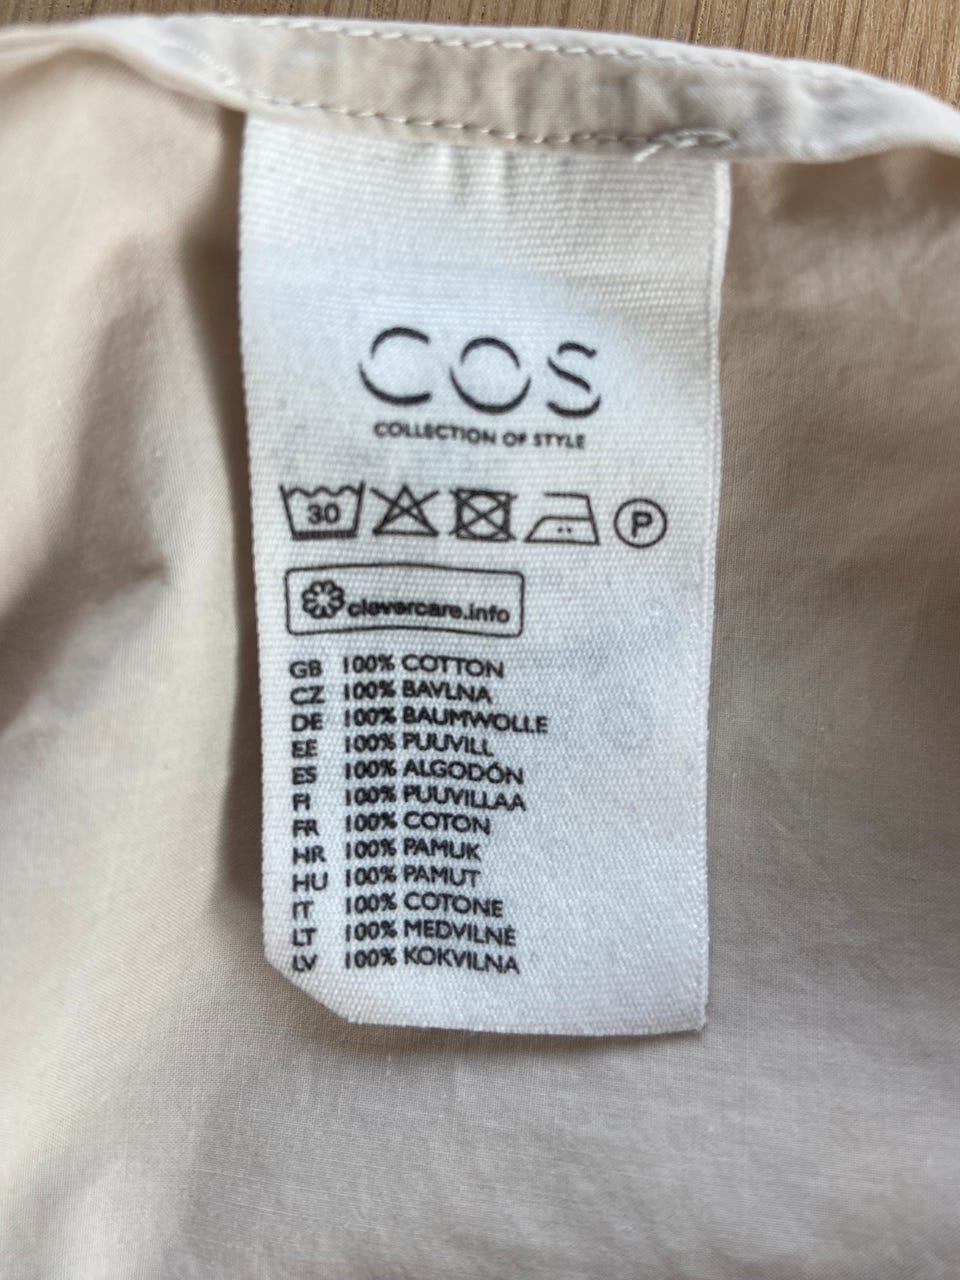 COS
COLLECTION OF STYLE
30 P
clevercare.info
GB 100% COTTON
CZ 100% BAVLNA
DE 100% BAUMWOLLE
EE 100% PUUVILL
ES 100% ALGODÓN
FI 100% PUUVILLAA
FR 100% COTON
HR 100% PAMUK
HU 100% PAMUT
IT 100% COTONE
LT 100% MEDVILNĖ
LV 100% KOKVILNA